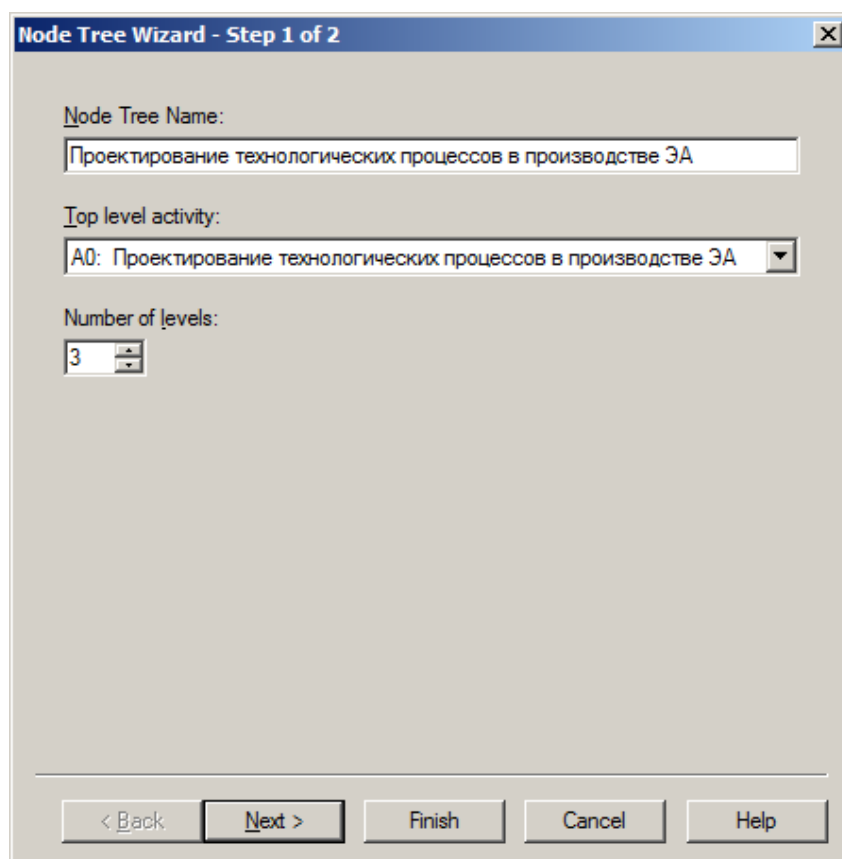 Node Tree Wizard - Step 1 of 2
Node Tree Name:
Проектирование технологических процессов в производстве ЭА
Top level activity:
A0: Проектирование технологических процессов в производстве ЭА
Number of levels:
3
< Back Next > Finish Cancel Help